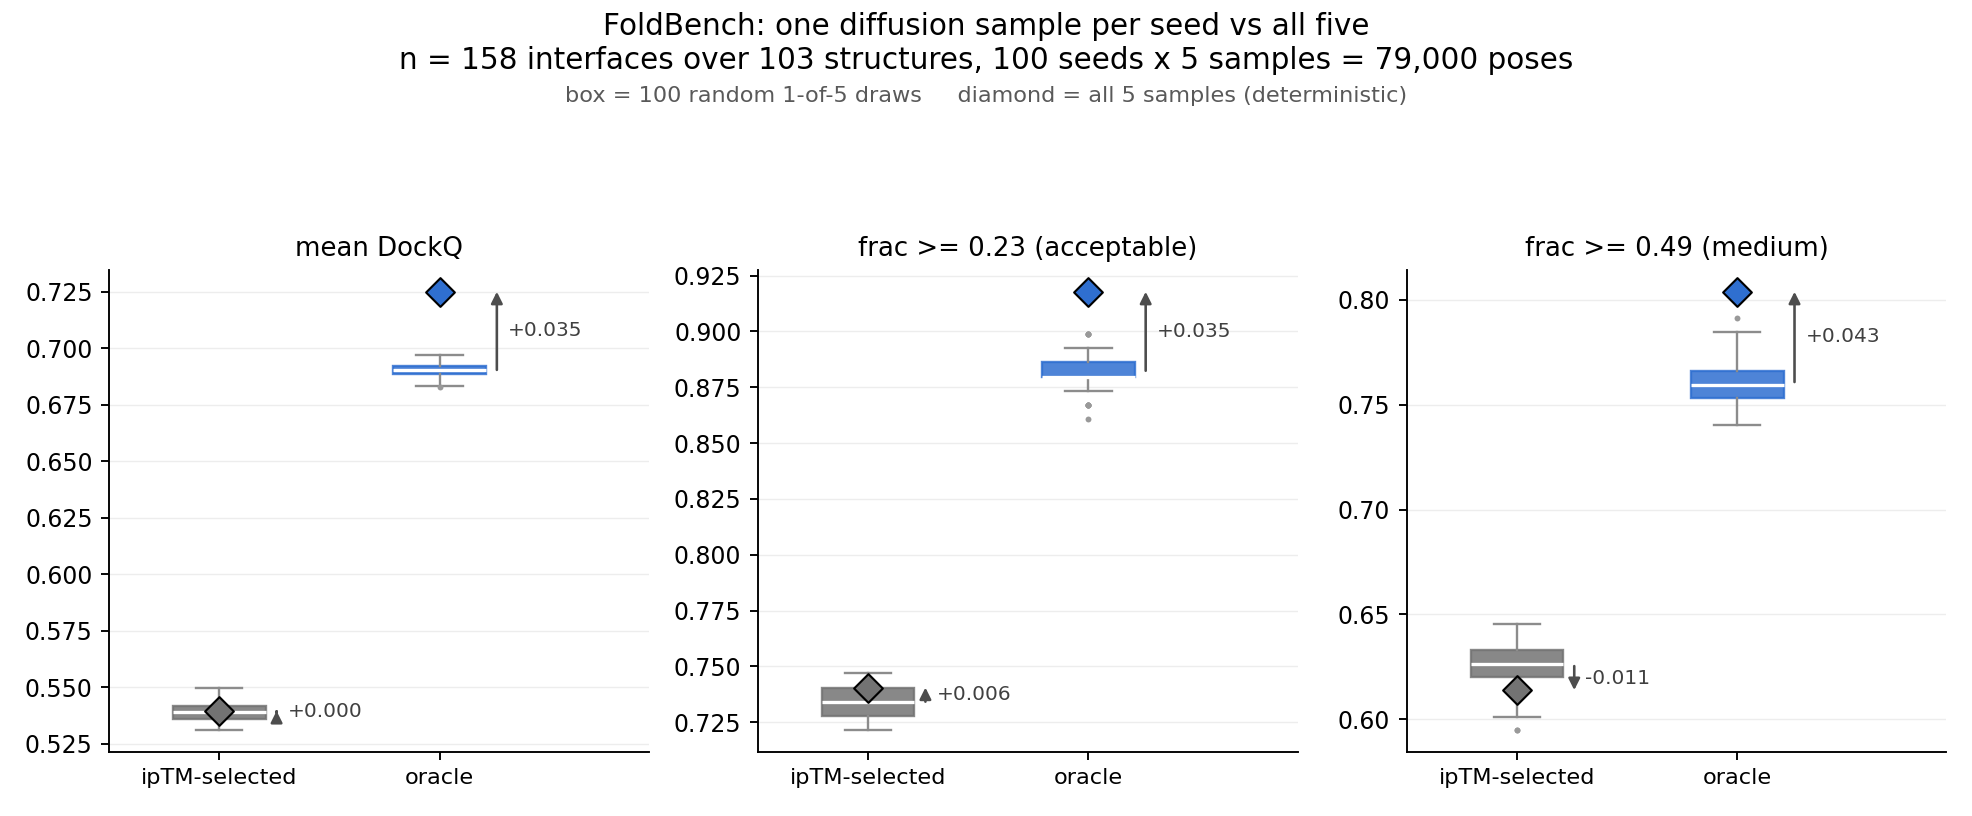 FoldBench: one diffusion sample per seed vs all five
n = 158 interfaces over 103 structures, 100 seeds x 5 samples = 79,000 poses
box = 100 random 1-of-5 draws     diamond = all 5 samples (deterministic)
mean DockQ
0.725
0.700
0.675
0.650
0.625
0.600
0.575
0.550
0.525
+0.035
+0.000
ipTM-selected
oracle
frac >= 0.23 (acceptable)
0.925
0.900
0.875
0.850
0.825
0.800
0.775
0.750
0.725
+0.035
+0.006
ipTM-selected
oracle
frac >= 0.49 (medium)
0.80
0.75
0.70
0.65
0.60
+0.043
-0.011
ipTM-selected
oracle